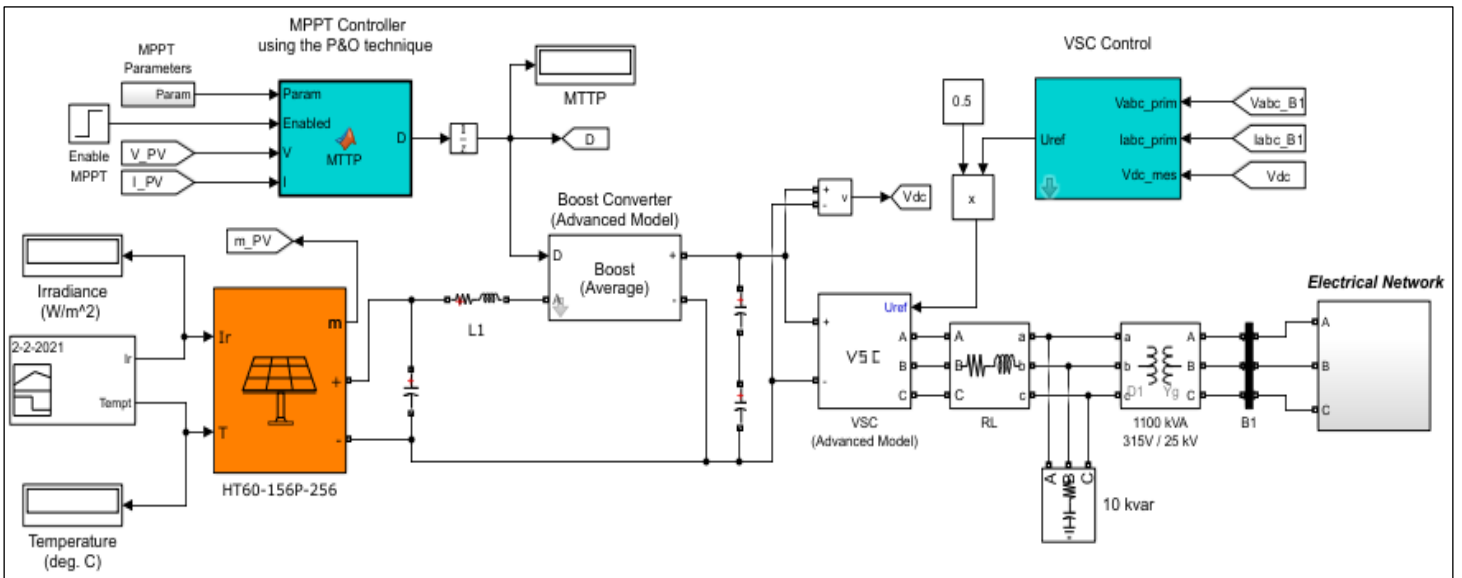 MPPT Controller
using the P&O technique
MPPT
Parameters
Param
Param
Enabled
V
I
D
MTTP
Enable
MPPT
V_PV
I_PV
1
z
MTTP
D
VSC Control
0.5
x
Uref
Vabc_prim
Iabc_prim
Vdc_mes
Vabc_B1
Iabc_B1
Vdc
Boost Converter
(Advanced Model)
D
A
Boost
(Average)
+
-
+
-
v
Vdc
Irradiance
(W/m^2)
m_PV
2-2-2021
Ir
Tempt
Ir
T
m
+
-
HT60-156P-256
Temperature
(deg. C)
L1
Uref
+
-
VSC
A
B
C
VSC
(Advanced Model)
A
B
C
a
b
c
RL
a
b
c
D1
Yg
A
B
C
1100 kVA
315V / 25 kV
B1
Electrical Network
A
B
C
A
B
C
10 kvar